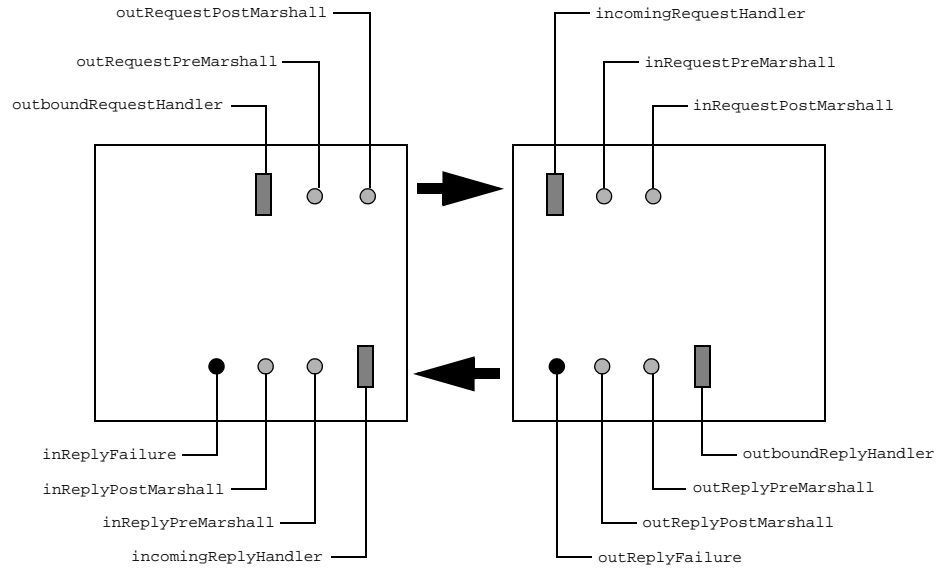 outRequestPostMarshall
incomingRequestHandler
outRequestPreMarshall
inRequestPreMarshall
outboundRequestHandler
inRequestPostMarshall
inReplyFailure
outboundReplyHandler
inReplyPostMarshall
outReplyPreMarshall
inReplyPreMarshall
outReplyPostMarshall
incomingReplyHandler
outReplyFailure